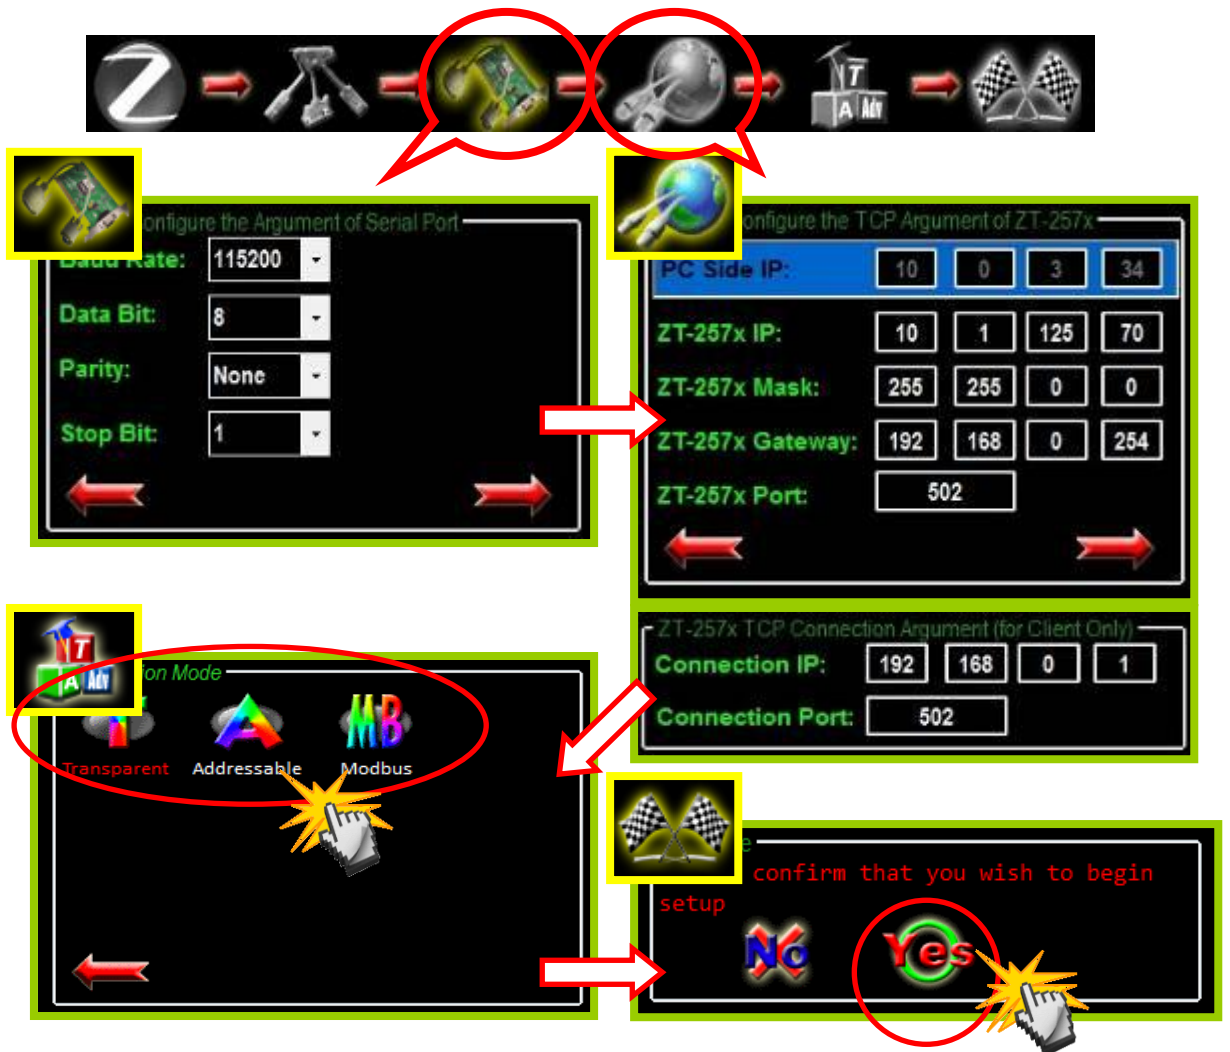 Z
T
A Adv
onfigure the Argument of Serial Port
Baud Rate: 115200
Data Bit: 8
Parity: None
Stop Bit: 1
onfigure the TCP Argument of ZT-257x
PC Side IP: 10 0 3 34
ZT-257x IP: 10 1 125 70
ZT-257x Mask: 255 255 0 0
ZT-257x Gateway: 192 168 0 254
ZT-257x Port: 502
ZT-257x TCP Connection Argument (for Client Only)
Connection IP: 192 168 0 1
Connection Port: 502
T
A Adv
ion Mode
T A MB
Transparent Addressable Modbus
e
confirm that you wish to begin
setup
No Yes